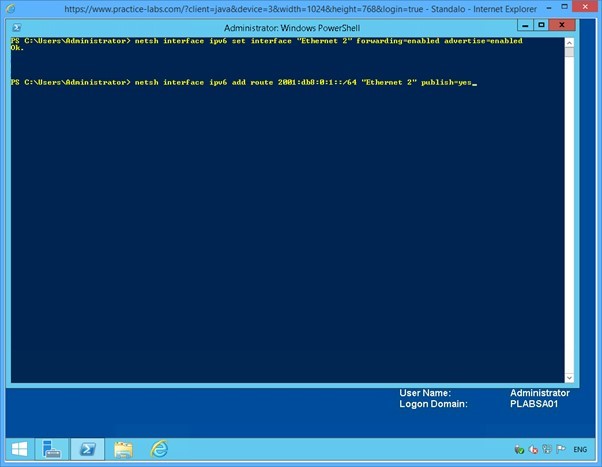 https://www.practice-labs.com/?client=java&device=3&width=1024&height=768&login=true - Standalo - Internet Explorer
Administrator: Windows PowerShell
PS C:\Users\Administrator> netsh interface ipv6 set interface "Ethernet 2" forwarding=enabled advertise=enabled
Ok.
PS C:\Users\Administrator> netsh interface ipv6 add route 2001:db8:0:1::/64 "Ethernet 2" publish=yes_
User Name: Administrator
Logon Domain: PLABSA01
ENG